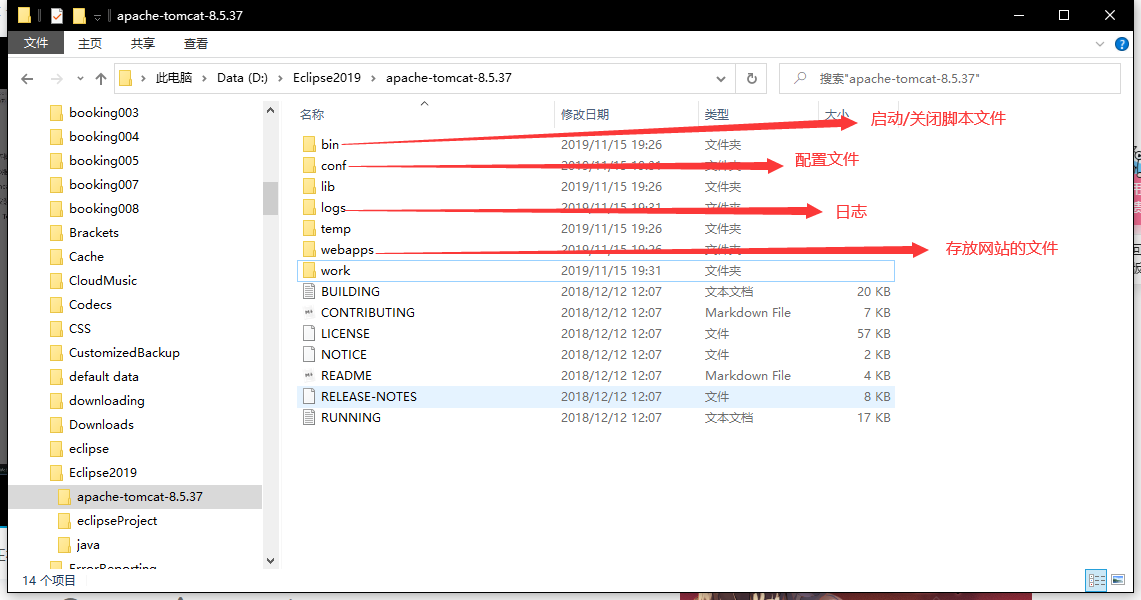 apache-tomcat-8.5.37
文件 主页 共享 查看
此电脑 Data (D:) Eclipse2019 apache-tomcat-8.5.37
搜索"apache-tomcat-8.5.37"
booking003
booking004
booking005
booking007
booking008
Brackets
Cache
CloudMusic
Codecs
CSS
CustomizedBackup
default data
downloading
Downloads
eclipse
Eclipse2019
apache-tomcat-8.5.37
eclipseProject
java
ErrorReporting
名称 修改日期 类型 大小
启动/关闭脚本文件
bin 2019/11/15 19:26 文件夹
配置文件
conf 2019/11/15 19:31 文件夹
lib 2019/11/15 19:26 文件夹
logs 2019/11/15 19:31 文件夹
日志
temp 2019/11/15 19:26 文件夹
webapps 2019/11/15 19:26 文件夹
存放网站的文件
work 2019/11/15 19:31 文件夹
BUILDING 2018/12/12 12:07 文本文档 20 KB
CONTRIBUTING 2018/12/12 12:07 Markdown File 7 KB
LICENSE 2018/12/12 12:07 文件 57 KB
NOTICE 2018/12/12 12:07 文件 2 KB
README 2018/12/12 12:07 Markdown File 4 KB
RELEASE-NOTES 2018/12/12 12:07 文件 8 KB
RUNNING 2018/12/12 12:07 文本文档 17 KB
14 个项目